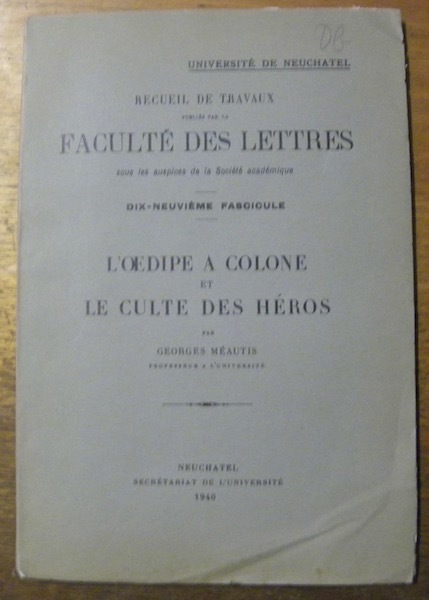 UNIVERSITÉ DE NEUCHATEL
RECUEIL DE TRAVAUX
PUBLIÉS PAR LA
FACULTÉ DES LETTRES
sous les auspices de la Société académique
DIX-NEUVIÈME FASCICULE
L'ŒDIPE A COLONE
ET
LE CULTE DES HÉROS
PAR
GEORGES MÉAUTIS
PROFESSEUR A L'UNIVERSITÉ
NEUCHATEL
SECRÉTARIAT DE L'UNIVERSITÉ
1940